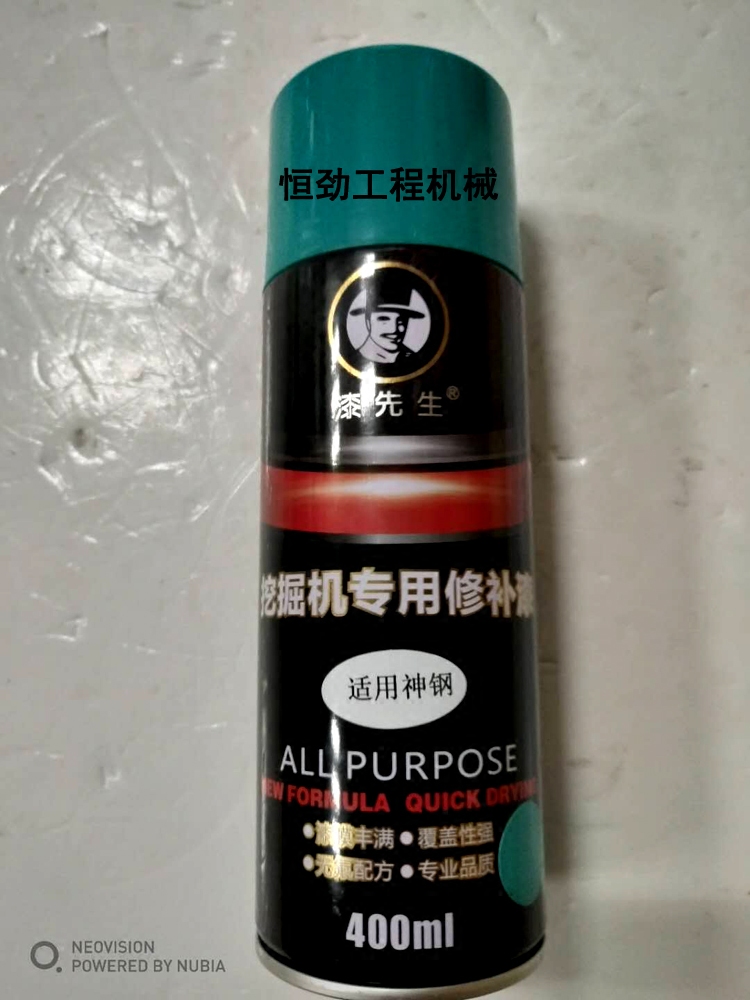 恒劲工程机械
漆先生®
挖掘机专用修补漆
适用神钢
ALL PURPOSE
NEW FORMULA QUICK DRYING
•漆膜丰满 •覆盖性强
•无氟配方 •专业品质
400ml
NEOVISION
POWERED BY NUBIA